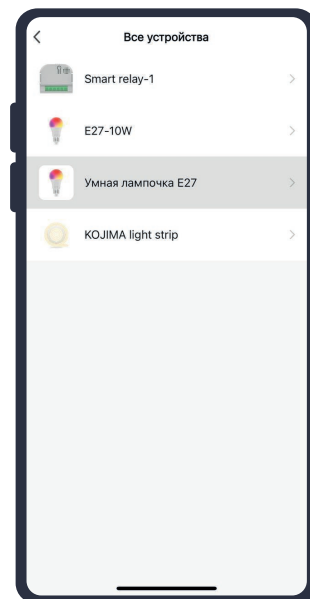 Все устройства
Smart relay-1
E27-10W
Умная лампочка E27
KOJIMA light strip